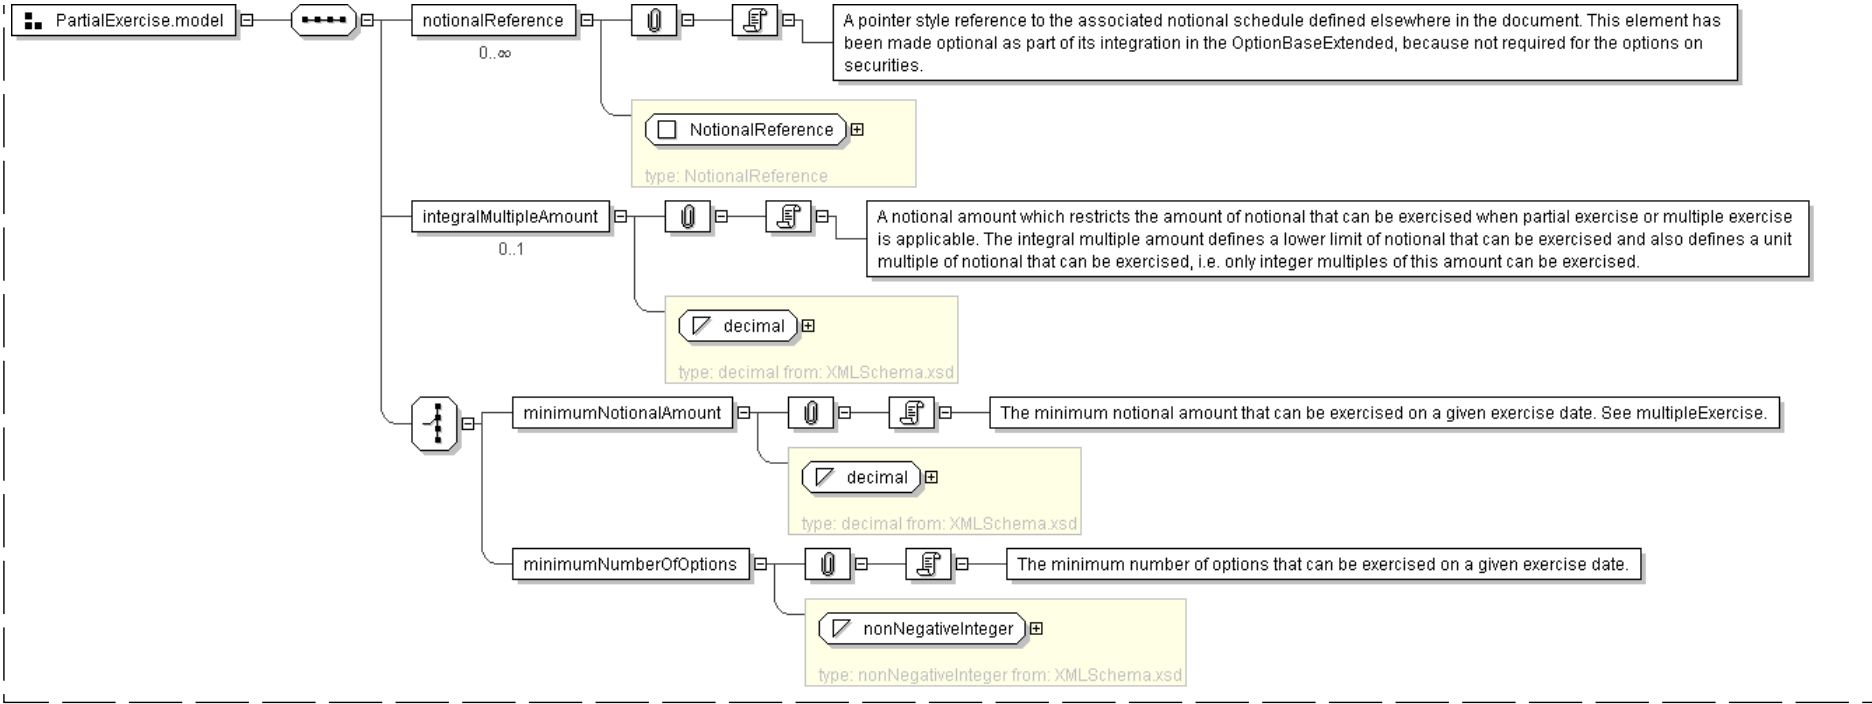 PartialExercise.model
notionalReference
0..∞
A pointer style reference to the associated notional schedule defined elsewhere in the document. This element has
been made optional as part of its integration in the OptionBaseExtended, because not required for the options on
securities.
NotionalReference
type: NotionalReference
integralMultipleAmount
0..1
A notional amount which restricts the amount of notional that can be exercised when partial exercise or multiple exercise
is applicable. The integral multiple amount defines a lower limit of notional that can be exercised and also defines a unit
multiple of notional that can be exercised, i.e. only integer multiples of this amount can be exercised.
decimal
type: decimal from: XMLSchema.xsd
minimumNotionalAmount
The minimum notional amount that can be exercised on a given exercise date. See multipleExercise.
decimal
type: decimal from: XMLSchema.xsd
minimumNumberOfOptions
The minimum number of options that can be exercised on a given exercise date.
nonNegativeInteger
type: nonNegativeInteger from: XMLSchema.xsd